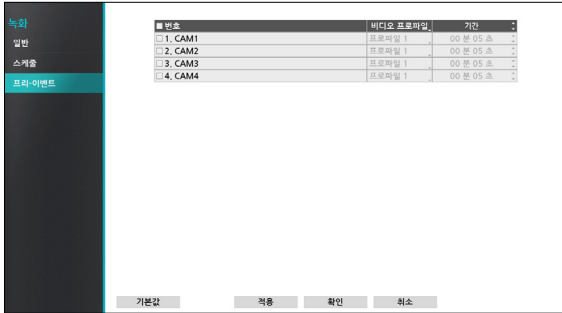 녹화
일반
스케줄
프리-이벤트
번호 비디오 프로파일 기간
1, CAM1 프로파일 1 00 분 05 초
2, CAM2 프로파일 1 00 분 05 초
3, CAM3 프로파일 1 00 분 05 초
4, CAM4 프로파일 1 00 분 05 초
기본값 적용 확인 취소